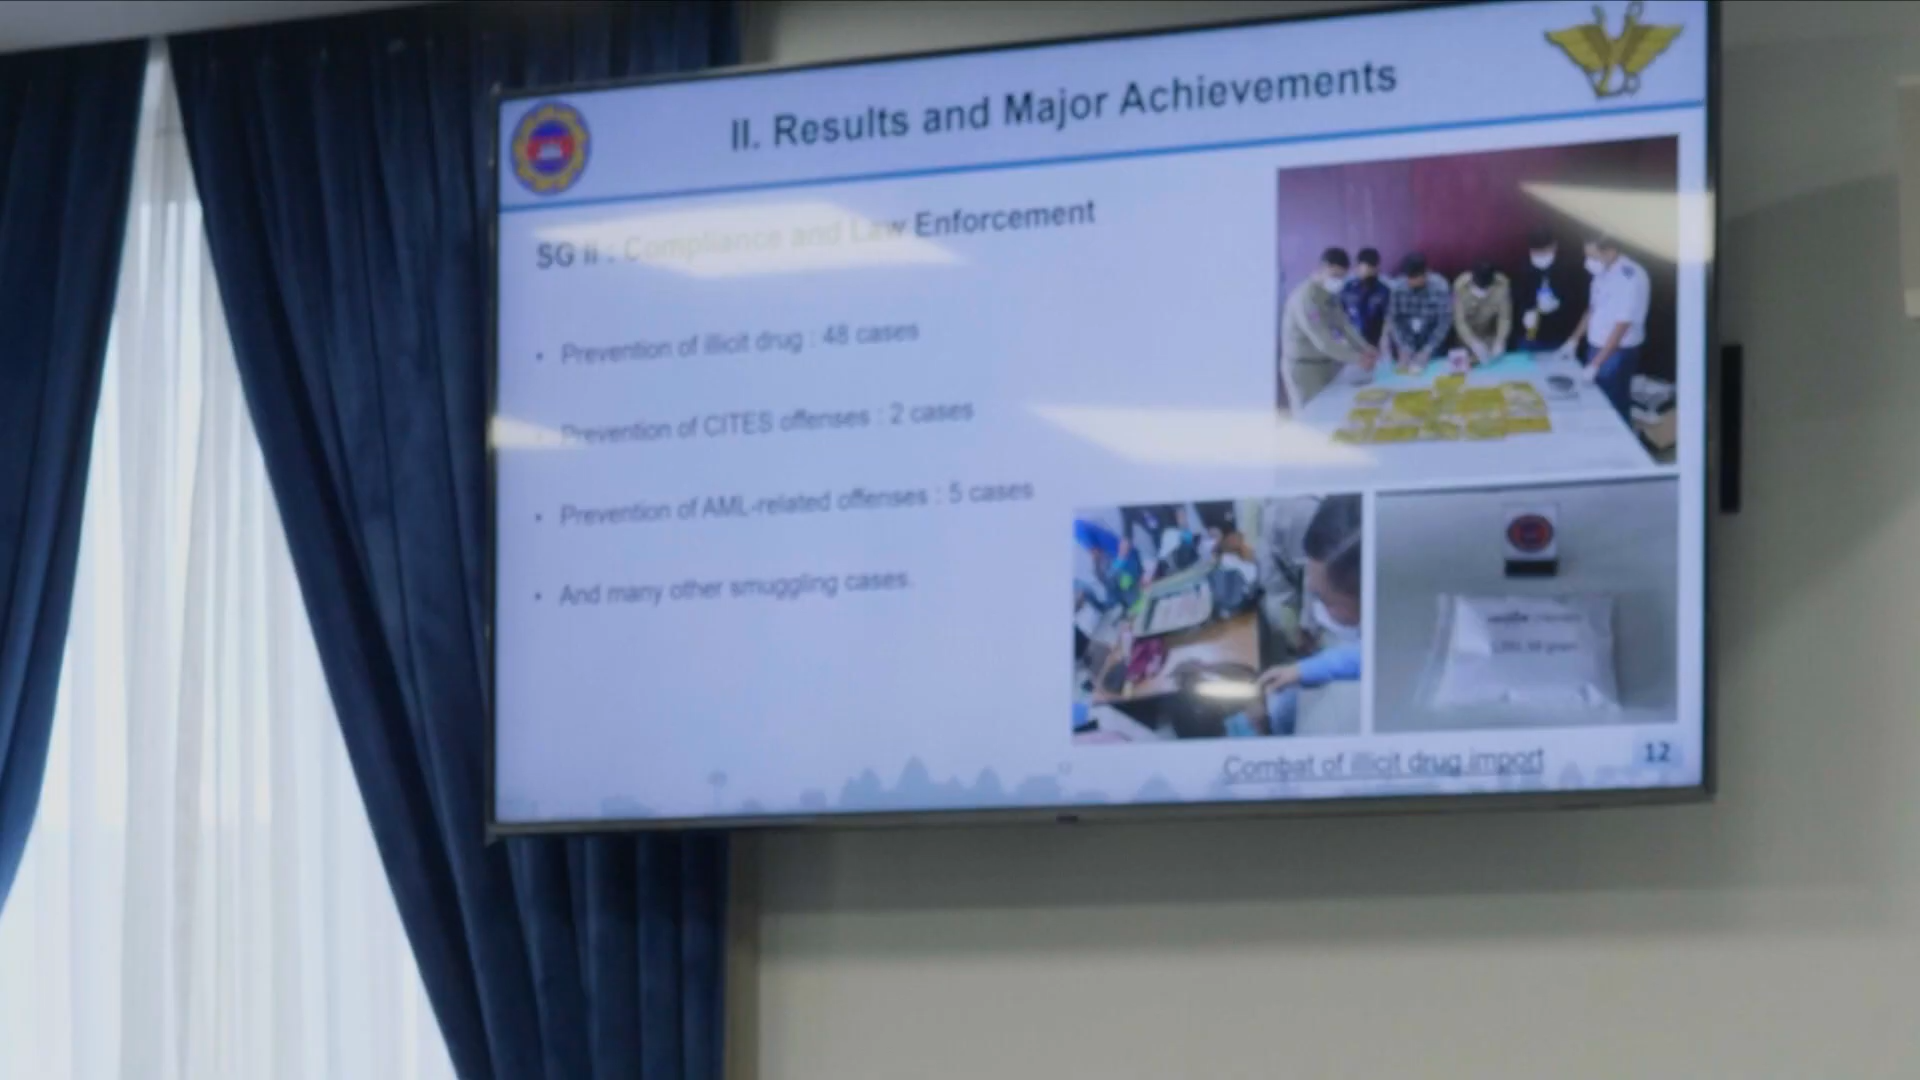 II. Results and Major Achievements
SG II : Compliance and Law Enforcement
• Prevention of illicit drug : 48 cases
• Prevention of CITES offenses : 2 cases
• Prevention of AML-related offenses : 5 cases
• And many other smuggling cases.
Combat of illicit drug import
12